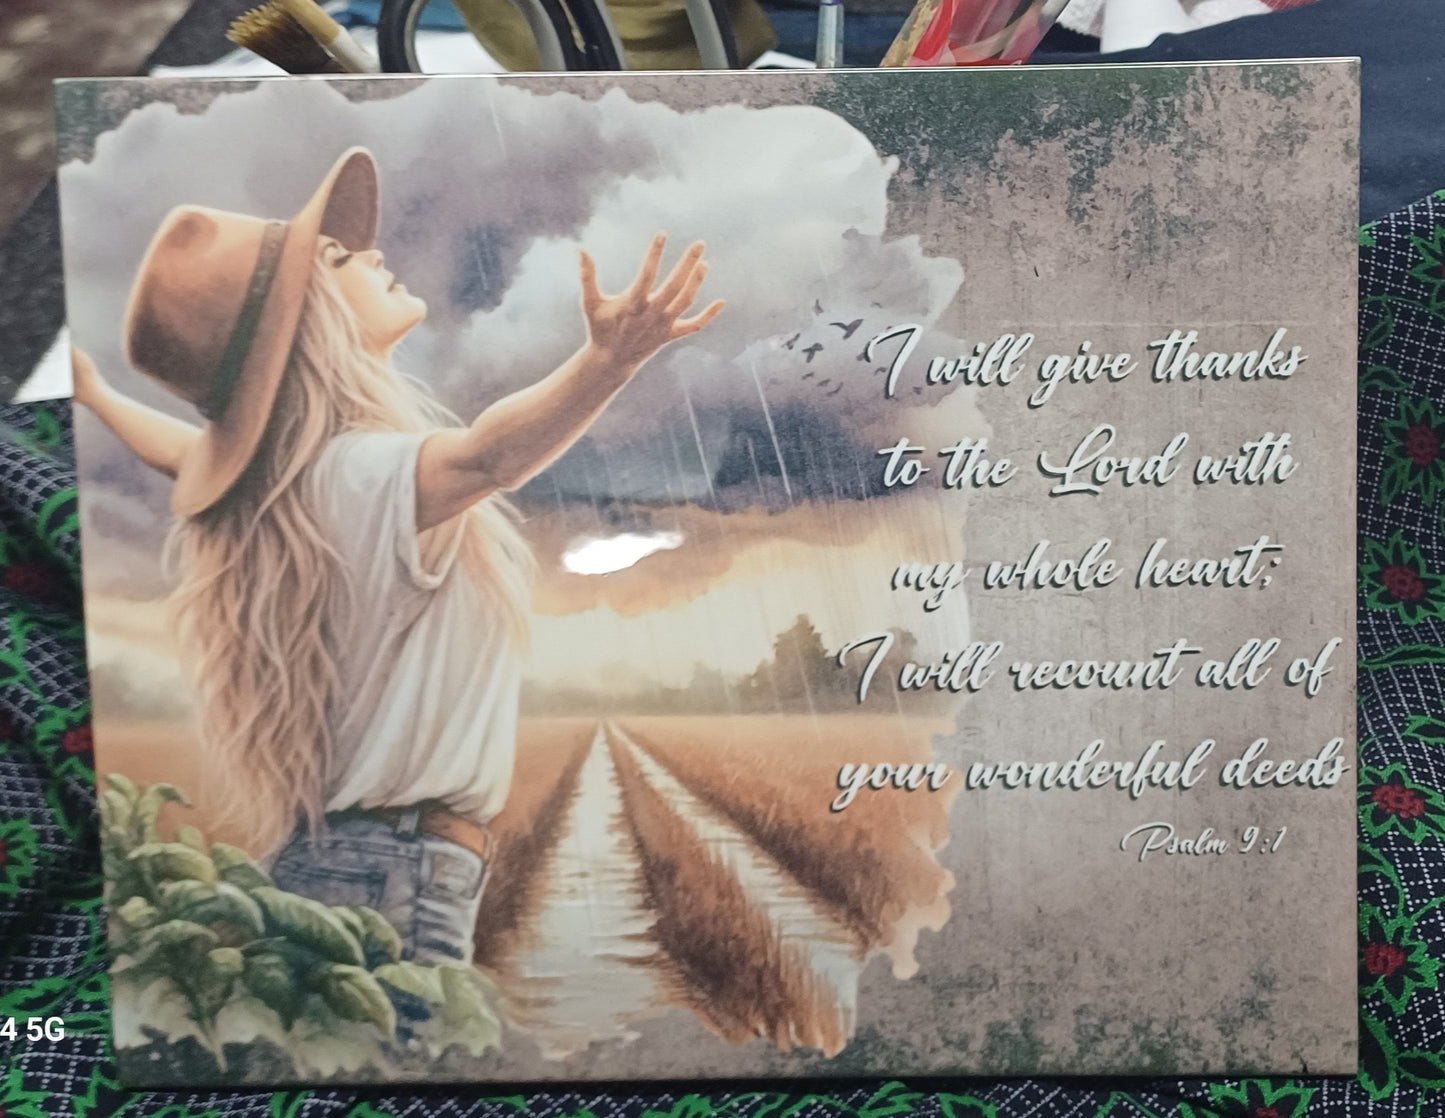 I will give thanks
to the Lord with
my whole heart;
I will recount all of
your wonderful deeds
Psalm 9:1
4 5G